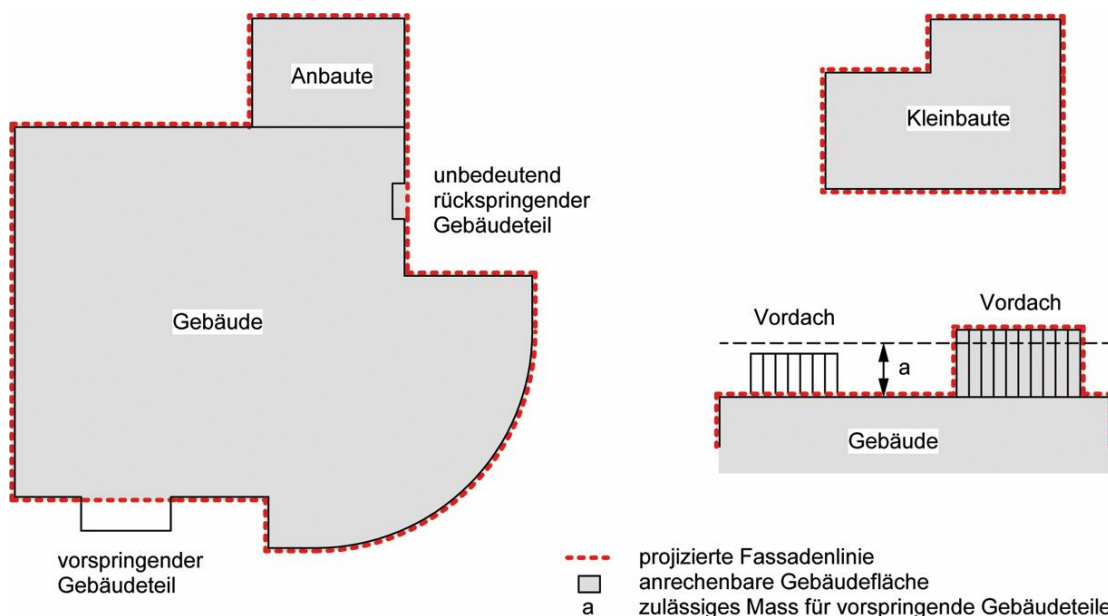 Anbaute
Kleinbaute
unbedeutend
rückspringender
Gebäudeteil
Gebäude
Vordach
Vordach
a
Gebäude
vorspringender
Gebäudeteil
projizierte Fassadenlinie
anrechenbare Gebäudefläche
a zulässiges Mass für vorspringende Gebäudeteile